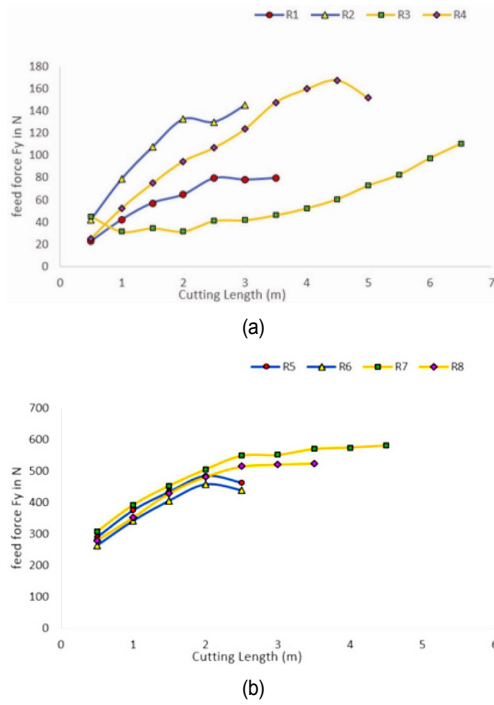 R1 R2 R3 R4
180
160
140
120
100
80
60
40
20
0
feed force Fy in N
0 1 2 3 4 5 6 7
Cutting Length (m)
(a)
R5 R6 R7 R8
700
600
500
400
300
200
100
0
feed force Fy in N
0 1 2 3 4 5 6
Cutting Length (m)
(b)